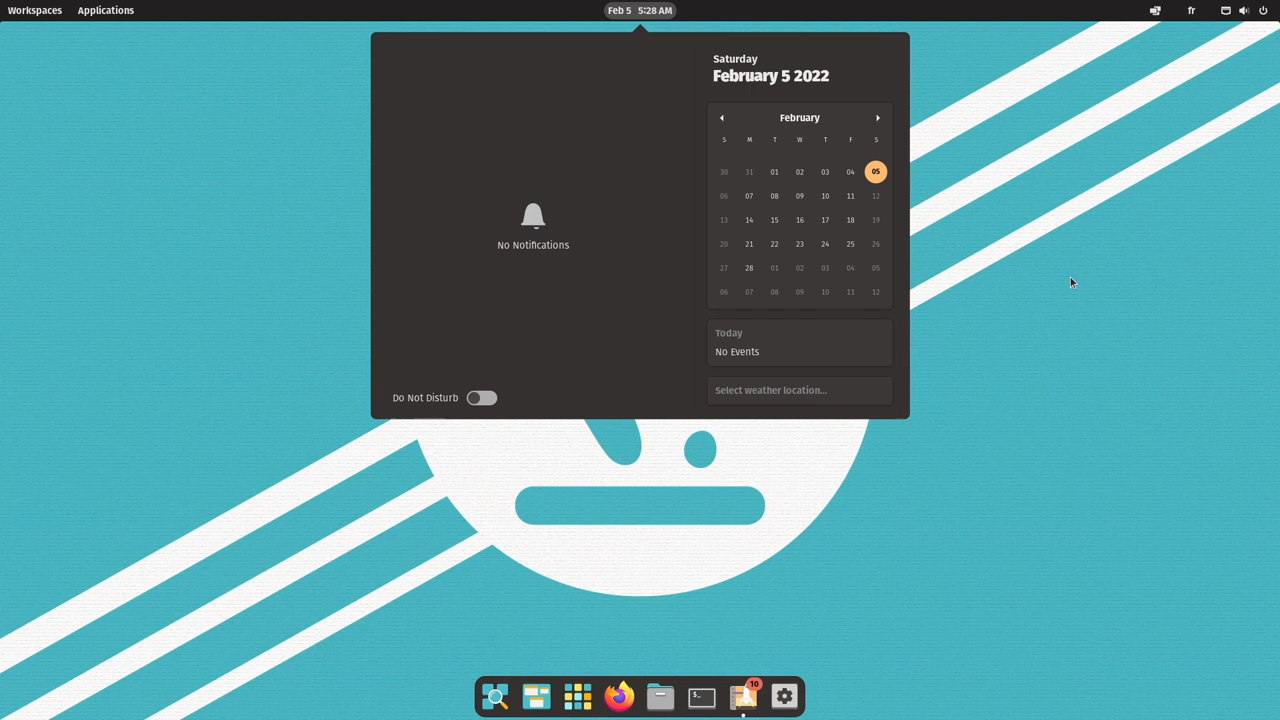 Workspaces Applications Feb 5 5:28 AM fr
Saturday
February 5 2022
February
S M T W T F S
30 31 01 02 03 04 05
06 07 08 09 10 11 12
13 14 15 16 17 18 19
20 21 22 23 24 25 26
27 28 01 02 03 04 05
06 07 08 09 10 11 12
No Notifications
Today
No Events
Select weather location...
Do Not Disturb
$_
10